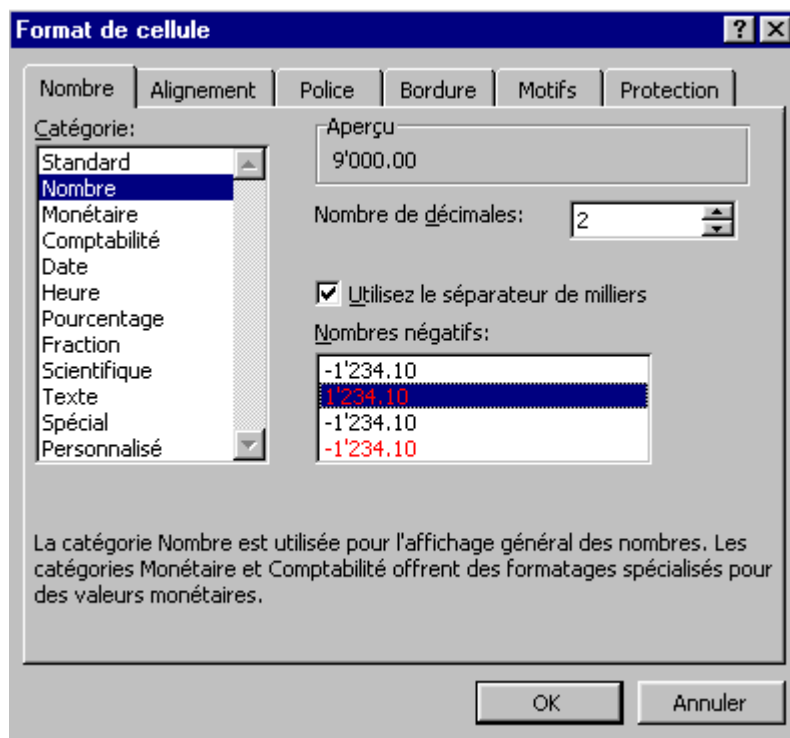 Format de cellule
Nombre
Alignement
Police
Bordure
Motifs
Protection
Catégorie:
Standard
Nombre
Monétaire
Comptabilité
Date
Heure
Pourcentage
Fraction
Scientifique
Texte
Spécial
Personnalisé
Aperçu
9'000.00
Nombre de décimales:
2
Utilisez le séparateur de milliers
Nombres négatifs:
-1'234.10
1'234.10
-1'234.10
-1'234.10
La catégorie Nombre est utilisée pour l'affichage général des nombres. Les
catégories Monétaire et Comptabilité offrent des formatages spécialisés pour
des valeurs monétaires.
OK
Annuler